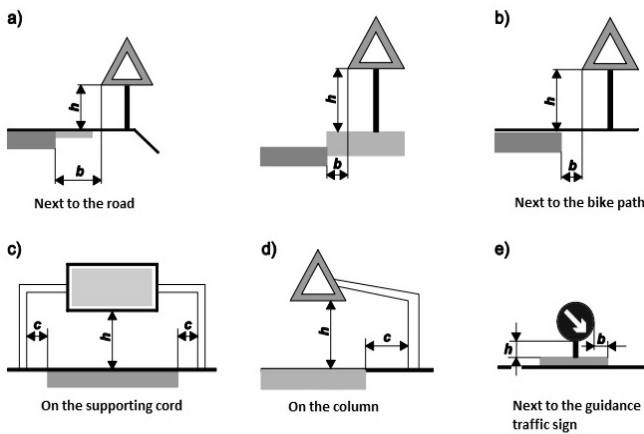 a)
b)
h
h
h
b
b
b
Next to the road
Next to the bike path
c)
d)
e)
c
c
h
h
c
h
b
On the supporting cord
On the column
Next to the guidance
traffic sign